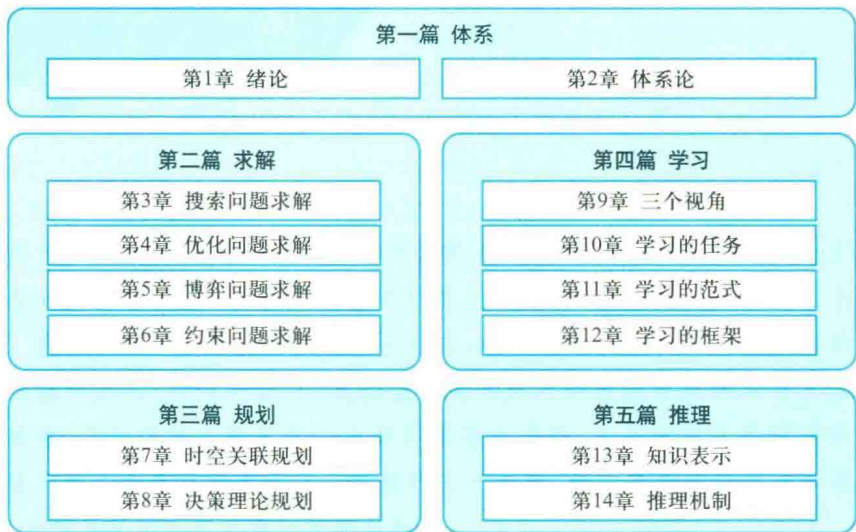 第一篇 体系
第1章 绪论
第2章 体系论
第二篇 求解
第3章 搜索问题求解
第4章 优化问题求解
第5章 博弈问题求解
第6章 约束问题求解
第四篇 学习
第9章 三个视角
第10章 学习的任务
第11章 学习的范式
第12章 学习的框架
第三篇 规划
第7章 时空关联规划
第8章 决策理论规划
第五篇 推理
第13章 知识表示
第14章 推理机制